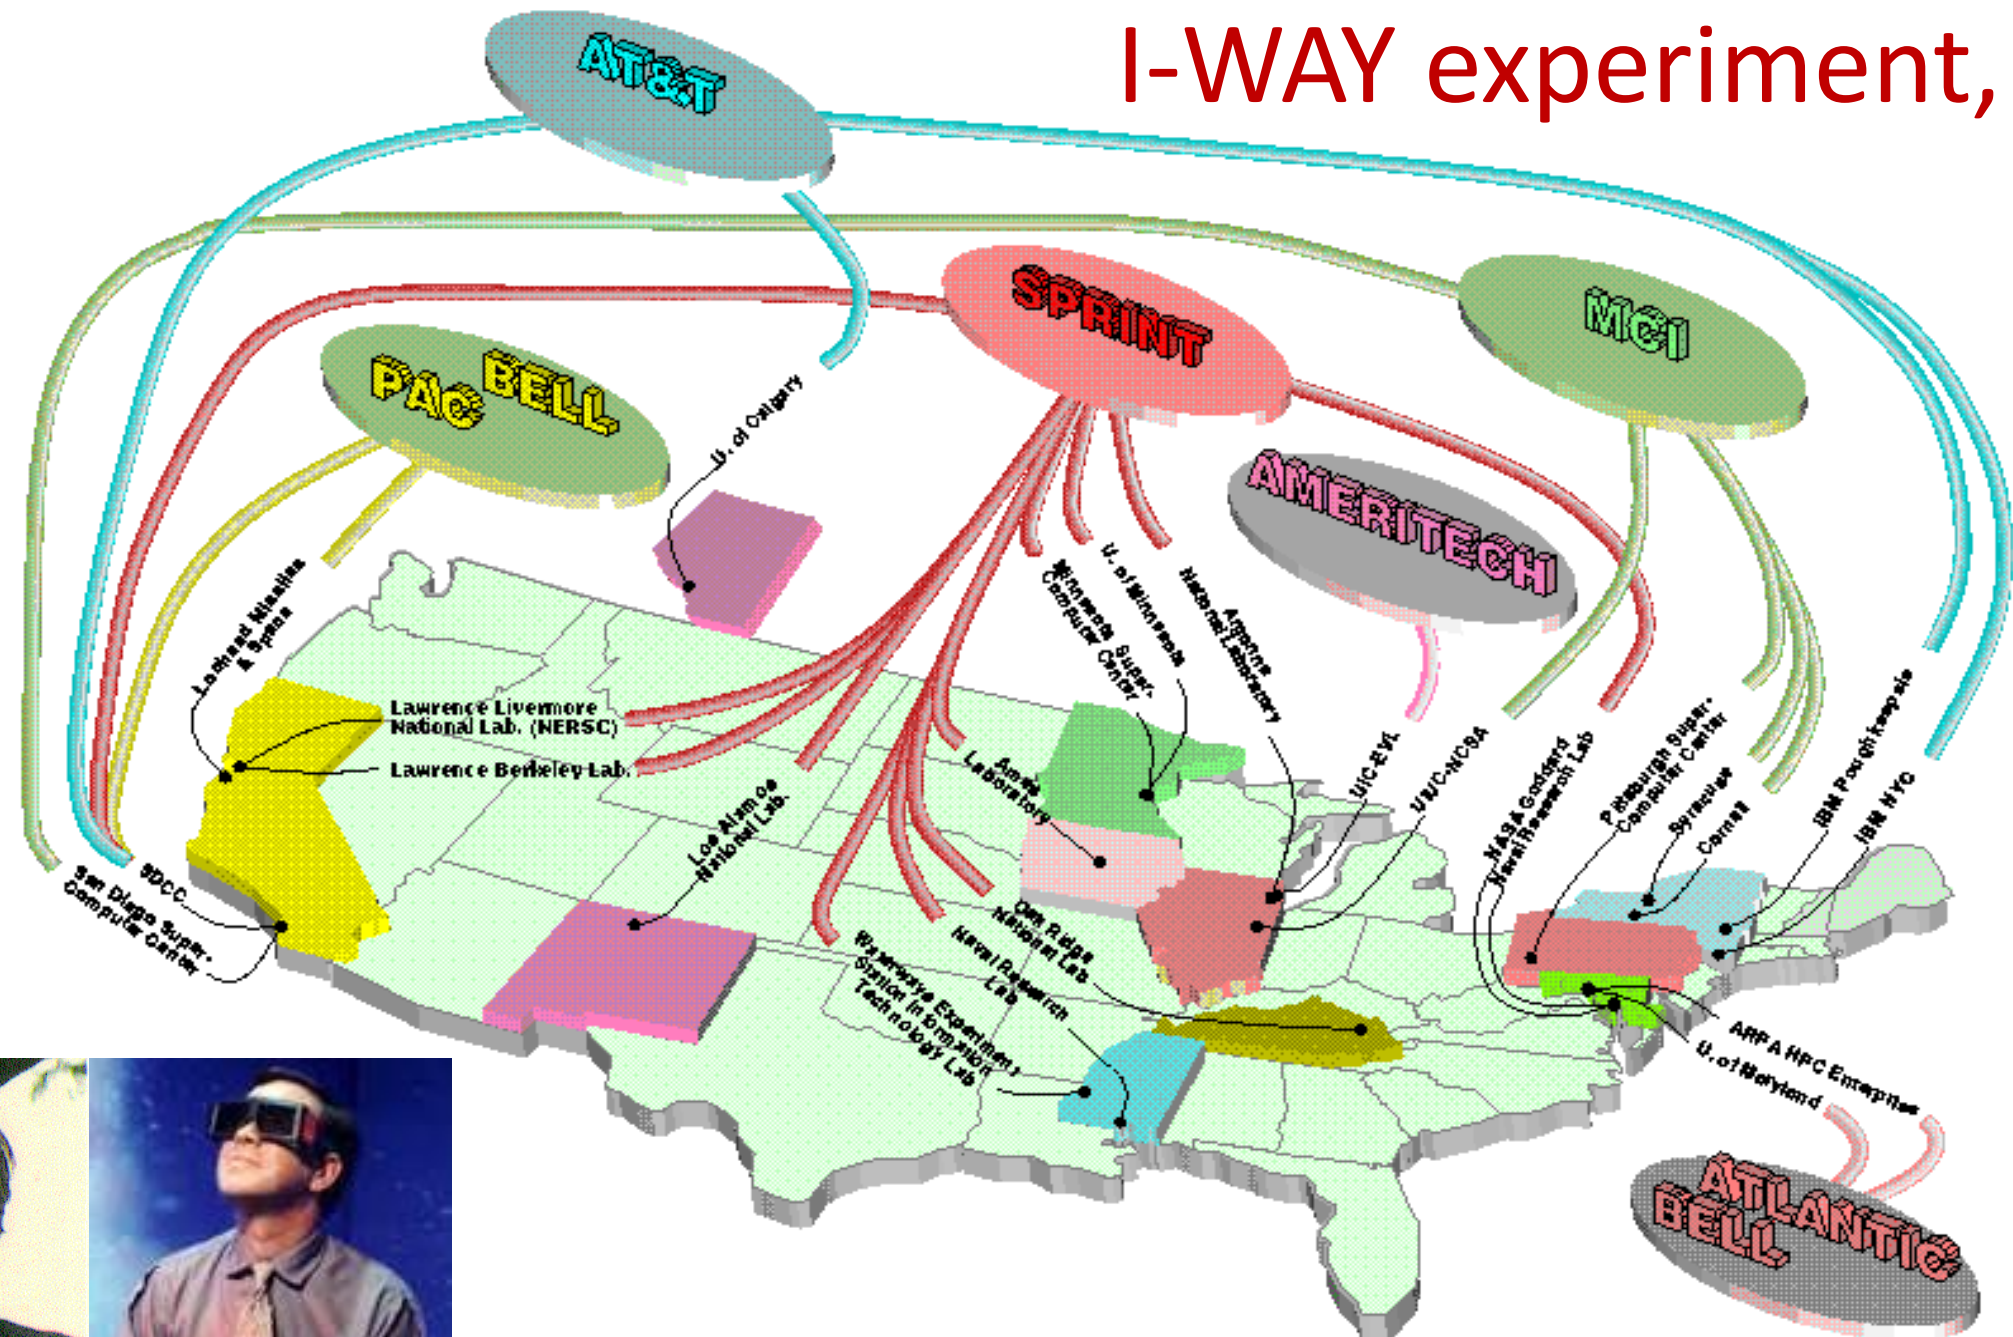 I-WAY experiment,
AT&T
SPRINT
MCI
PAC BELL
AMERITECH
U. of Calgary
Lockheed Missiles
& Space
Lawrence Livermore
National Lab. (NERSC)
Lawrence Berkeley Lab.
SDCC
San Diago Super-
Computer Center
Los Alamos
National Lab.
Ames
Laboratory
Minnesota Super-
Computer Center
U. of Minnesota
Argonne
National Laboratory
UIC-EVL
UIUC-NCSA
NASA Goddard
Naval Research Lab
Pittsburgh Super-
Computer Center
Syracuse
Cornell
IBM Poughkeepsie
IBM NYC
Oak Ridge
National Lab
Naval Research
Lab
Waterways Experiment,
Station Information
Technology Lab
ARPA HPC Enterprise
U. of Maryland
ATLANTIC
BELL